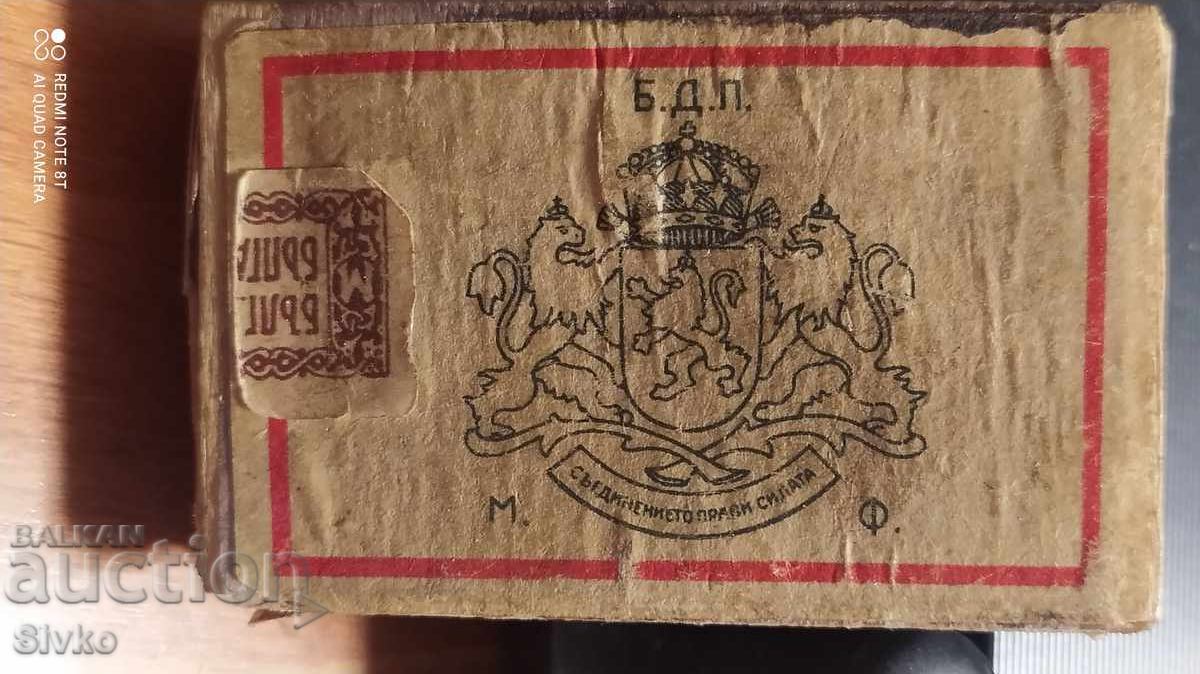 Б.Д.П.
СЪЕДИНЕНИЕТО ПРАВИ СИЛАТА
М. Ф.
REDMI NOTE 8T
AI QUAD CAMERA
BALKAN
auction
Sivko